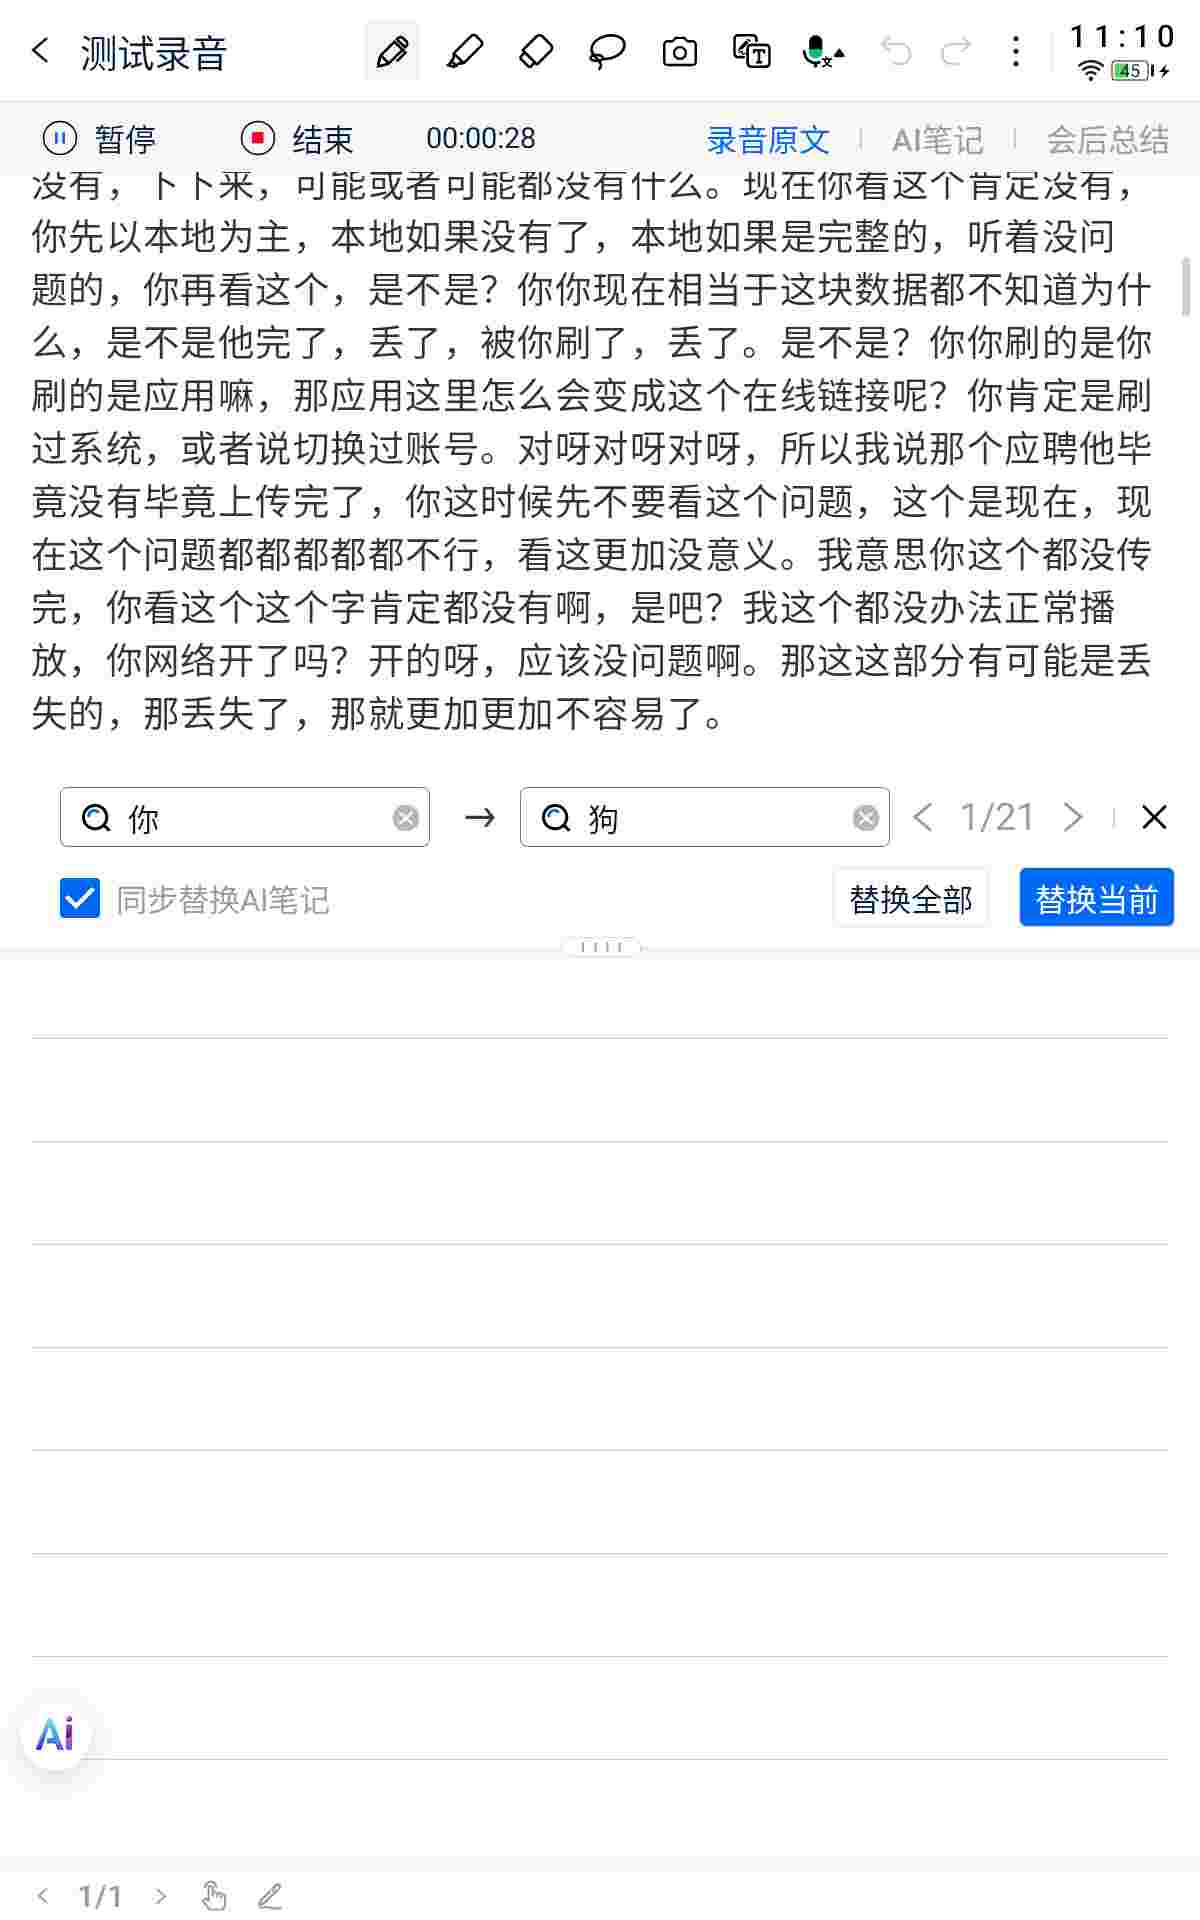 测试录音
11:10
45
暂停 结束 00:00:28 录音原文 AI笔记 会后总结
没有，下下来，可能或者可能都没有什么。现在你看这个肯定没有，
你先以本地为主，本地如果没有了，本地如果是完整的，听着没问
题的，你再看这个，是不是？你你现在相当于这块数据都不知道为什
么，是不是他完了，丢了，被你刷了，丢了。是不是？你你刷的是你
刷的是应用嘛，那应用这里怎么会变成这个在线链接呢？你肯定是刷
过系统，或者说切换过账号。对呀对呀对呀，所以我说那个应聘他毕
竟没有毕竟上传完了，你这时候先不要看这个问题，这个是现在，现
在这个问题都都都都都不行，看这更加没意义。我意思你这个都没传
完，你看这个这个字肯定都没有啊，是吧？我这个都没办法正常播
放，你网络开了吗？开的呀，应该没问题啊。那这这部分有可能是丢
失的，那丢失了，那就更加更加不容易了。
你 → 狗 1/21
同步替换AI笔记 替换全部 替换当前
Ai
1/1